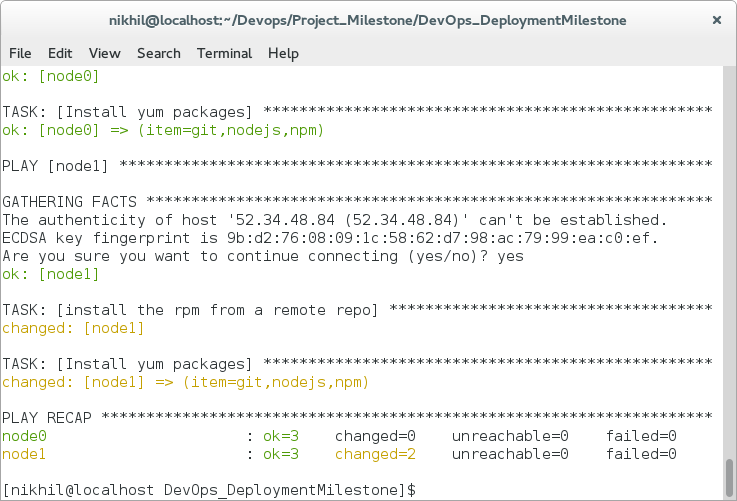 nikhil@localhost:~/Devops/Project_Milestone/DevOps_DeploymentMilestone
File Edit View Search Terminal Help
ok: [node0]
TASK: [Install yum packages] **************************************************
ok: [node0] => (item=git,nodejs,npm)
PLAY [node1] ******************************************************************
GATHERING FACTS ***************************************************************
The authenticity of host '52.34.48.84 (52.34.48.84)' can't be established.
ECDSA key fingerprint is 9b:d2:76:08:09:1c:58:62:d7:98:ac:79:99:ea:c0:ef.
Are you sure you want to continue connecting (yes/no)? yes
ok: [node1]
TASK: [install the rpm from a remote repo] ************************************
changed: [node1]
TASK: [Install yum packages] **************************************************
changed: [node1] => (item=git,nodejs,npm)
PLAY RECAP ********************************************************************
node0 : ok=3 changed=0 unreachable=0 failed=0
node1 : ok=3 changed=2 unreachable=0 failed=0
[nikhil@localhost DevOps_DeploymentMilestone]$